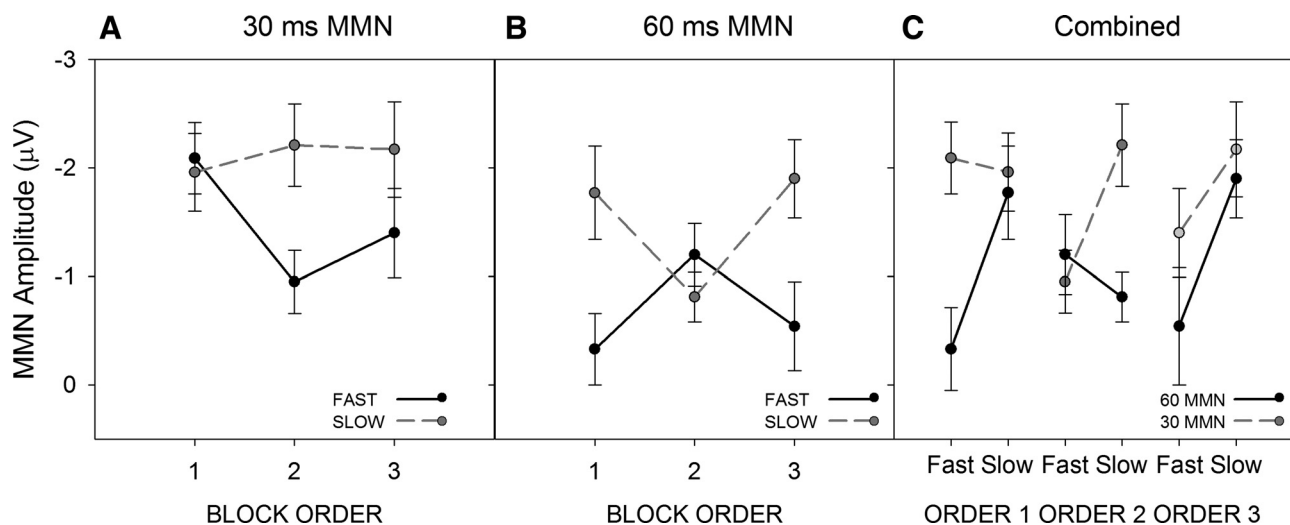 A 30 ms MMN
B 60 ms MMN
C Combined
MMN Amplitude (μV)
-3
-2
-1
0
FAST
SLOW
FAST
SLOW
60 MMN
30 MMN
1 2 3
1 2 3
Fast Slow Fast Slow Fast Slow
BLOCK ORDER
BLOCK ORDER
ORDER 1 ORDER 2 ORDER 3